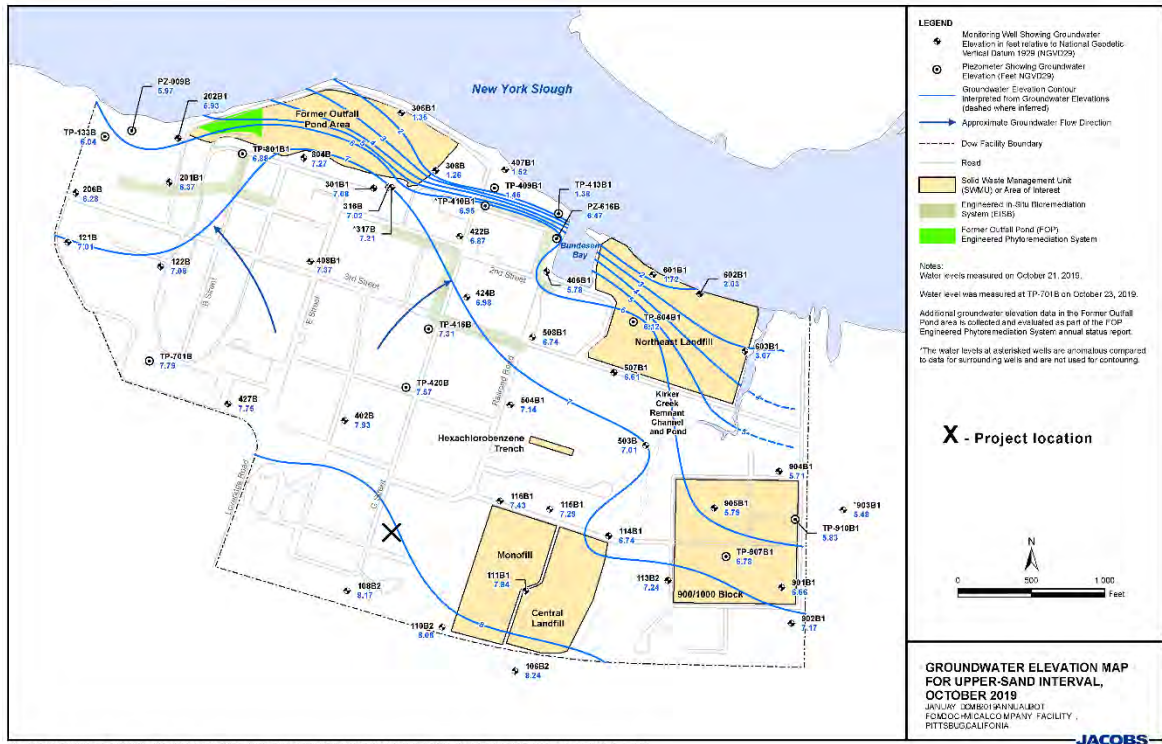 New York Slough
PZ-009B
5.97
202B1
5.93
TP-133B
6.04
Former Outfall
Pond Area
306B1
1.35
TP-801B1
6.88
804B
7.27
308B
1.26
407B1
1.52
TP-409B1
1.46
TP-413B1
1.38
206B
6.28
201B1
6.37
301B1
7.08
316B
7.02
*317B
7.21
*TP-410B1
6.95
PZ-616B
6.47
422B
6.87
Bundesen
Bay
121B
7.01
122B
7.08
408B1
7.37
2nd Street
3rd Street
B Street
E Street
406B1
5.78
601B1
1.72
602B1
2.03
424B
6.98
TP-604B1
6.12
Northeast Landfill
603B1
3.67
TP-416B
7.31
508B1
6.74
507B1
6.61
TP-701B
7.79
TP-420B
7.57
Railroad Road
427B
7.75
402B
7.93
504B1
7.14
Kirker
Creek
Remnant
Channel
and Pond
Hexachlorobenzene
Trench
503B
7.01
Loveridge Road
G Street
904B1
5.71
905B1
5.79
*903B1
5.48
TP-910B1
5.83
X
116B1
7.43
115B1
7.29
114B1
6.74
Monofill
111B1
7.94
TP-907B1
6.78
113B2
7.24
900/1000 Block
901B1
6.66
108B2
8.17
Central
Landfill
902B1
7.17
110B2
8.05
106B2
8.24
LEGEND
Monitoring Well Showing Groundwater
Elevation in feet relative to National Geodetic
Vertical Datum 1929 (NGVD29)
Piezometer Showing Groundwater
Elevation (Feet NGVD29)
Groundwater Elevation Contour
Interpreted from Groundwater Elevations
(dashed where inferred)
Approximate Groundwater Flow Direction
Dow Facility Boundary
Road
Solid Waste Management Unit
(SWMU) or Area of Interest
Engineered In-Situ Bioremediation
System (EISB)
Former Outfall Pond (FOP)
Engineered Phytoremediation System
Notes:
Water levels measured on October 21, 2019.
Water level was measured at TP-701B on October 23, 2019.
Additional groundwater elevation data in the Former Outfall
Pond area is collected and evaluated as part of the FOP
Engineered Phytoremediation System annual status report.
*The water levels at asterisked wells are anomalous compared
to data for surrounding wells and are not used for contouring.
X - Project location
N
0 500 1,000
Feet
GROUNDWATER ELEVATION MAP
FOR UPPER-SAND INTERVAL,
OCTOBER 2019
PITTSBUGCALIFONIA
JACOBS